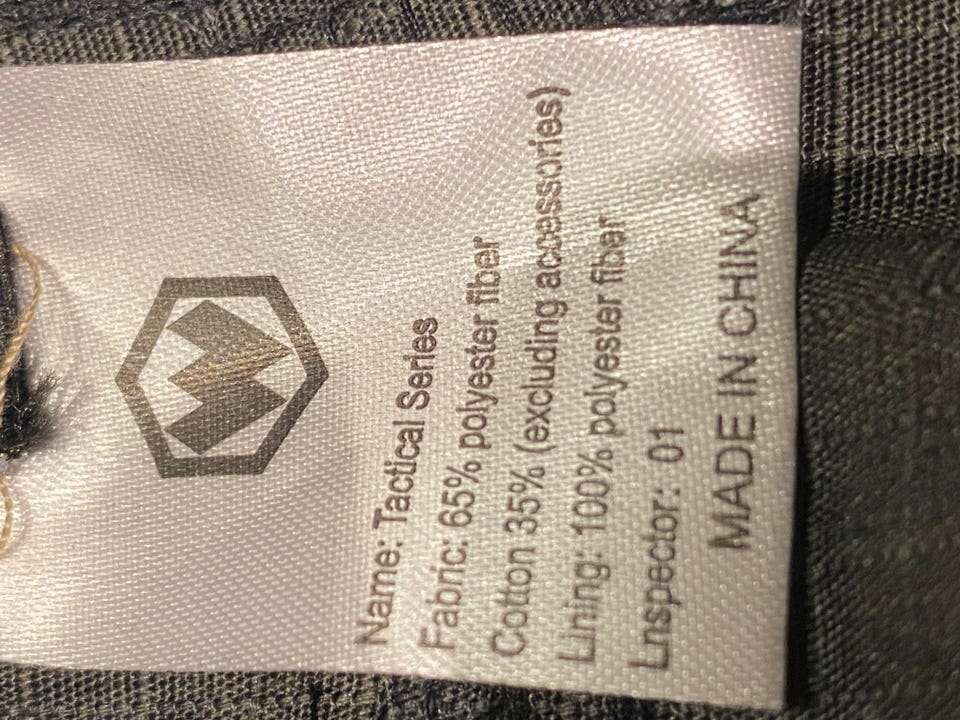 Name: Tactical Series
Fabric: 65% polyester fiber
Cotton 35% (excluding accessories)
Lining: 100% polyester fiber
Lnspector: 01
MADE IN CHINA